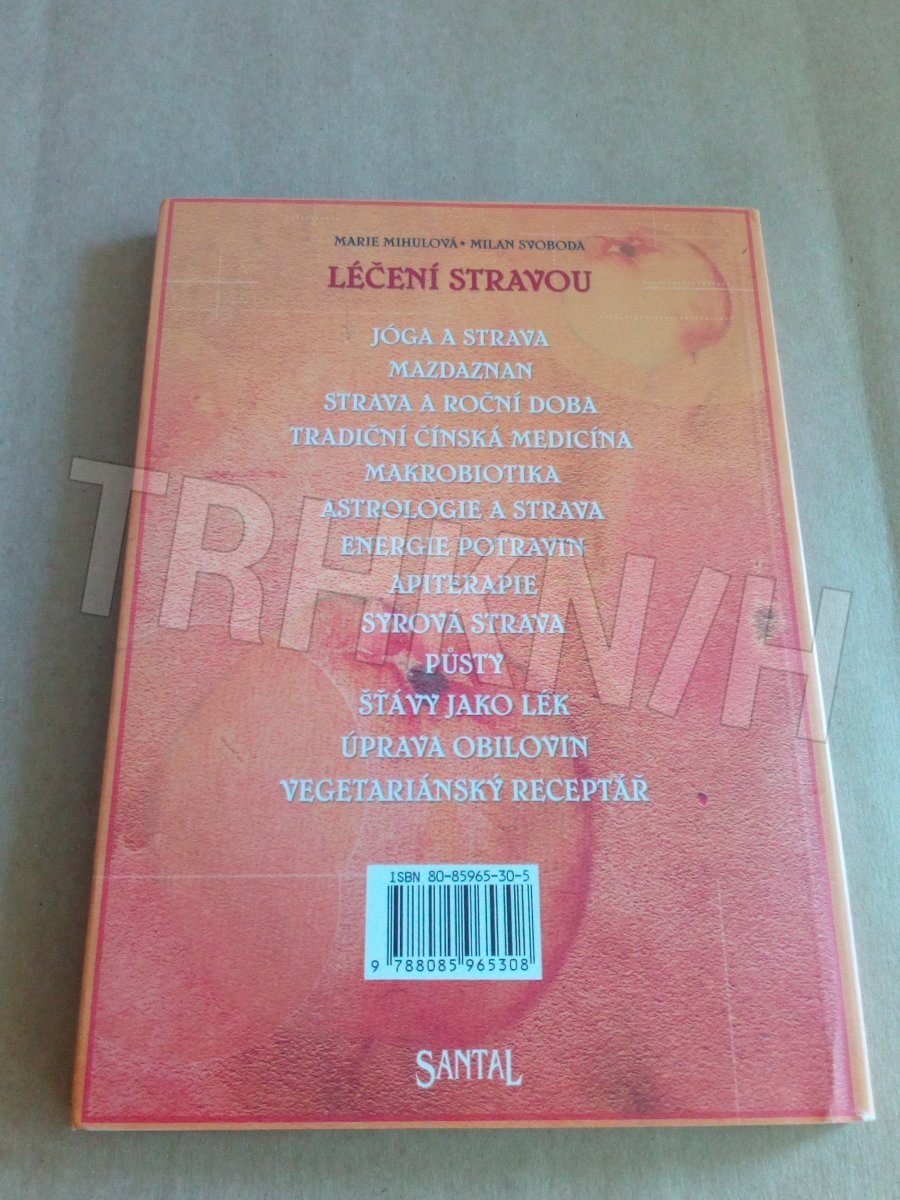 MARIE MIHULOVÁ • MILAN SVOBODA
LÉČENÍ STRAVOU
JÓGA A STRAVA
MAZDAZNAN
STRAVA A ROČNÍ DOBA
TRADIČNÍ ČÍNSKÁ MEDICÍNA
MAKROBIOTIKA
ASTROLOGIE A STRAVA
ENERGIE POTRAVIN
APITERAPIE
SYROVÁ STRAVA
PŮSTY
ŠŤÁVY JAKO LÉK
ÚPRAVA OBILOVIN
VEGETARIÁNSKÝ RECEPTÁŘ
ISBN 80-85965-30-5
9 788085 965308
SANTAL
TRHKN/H